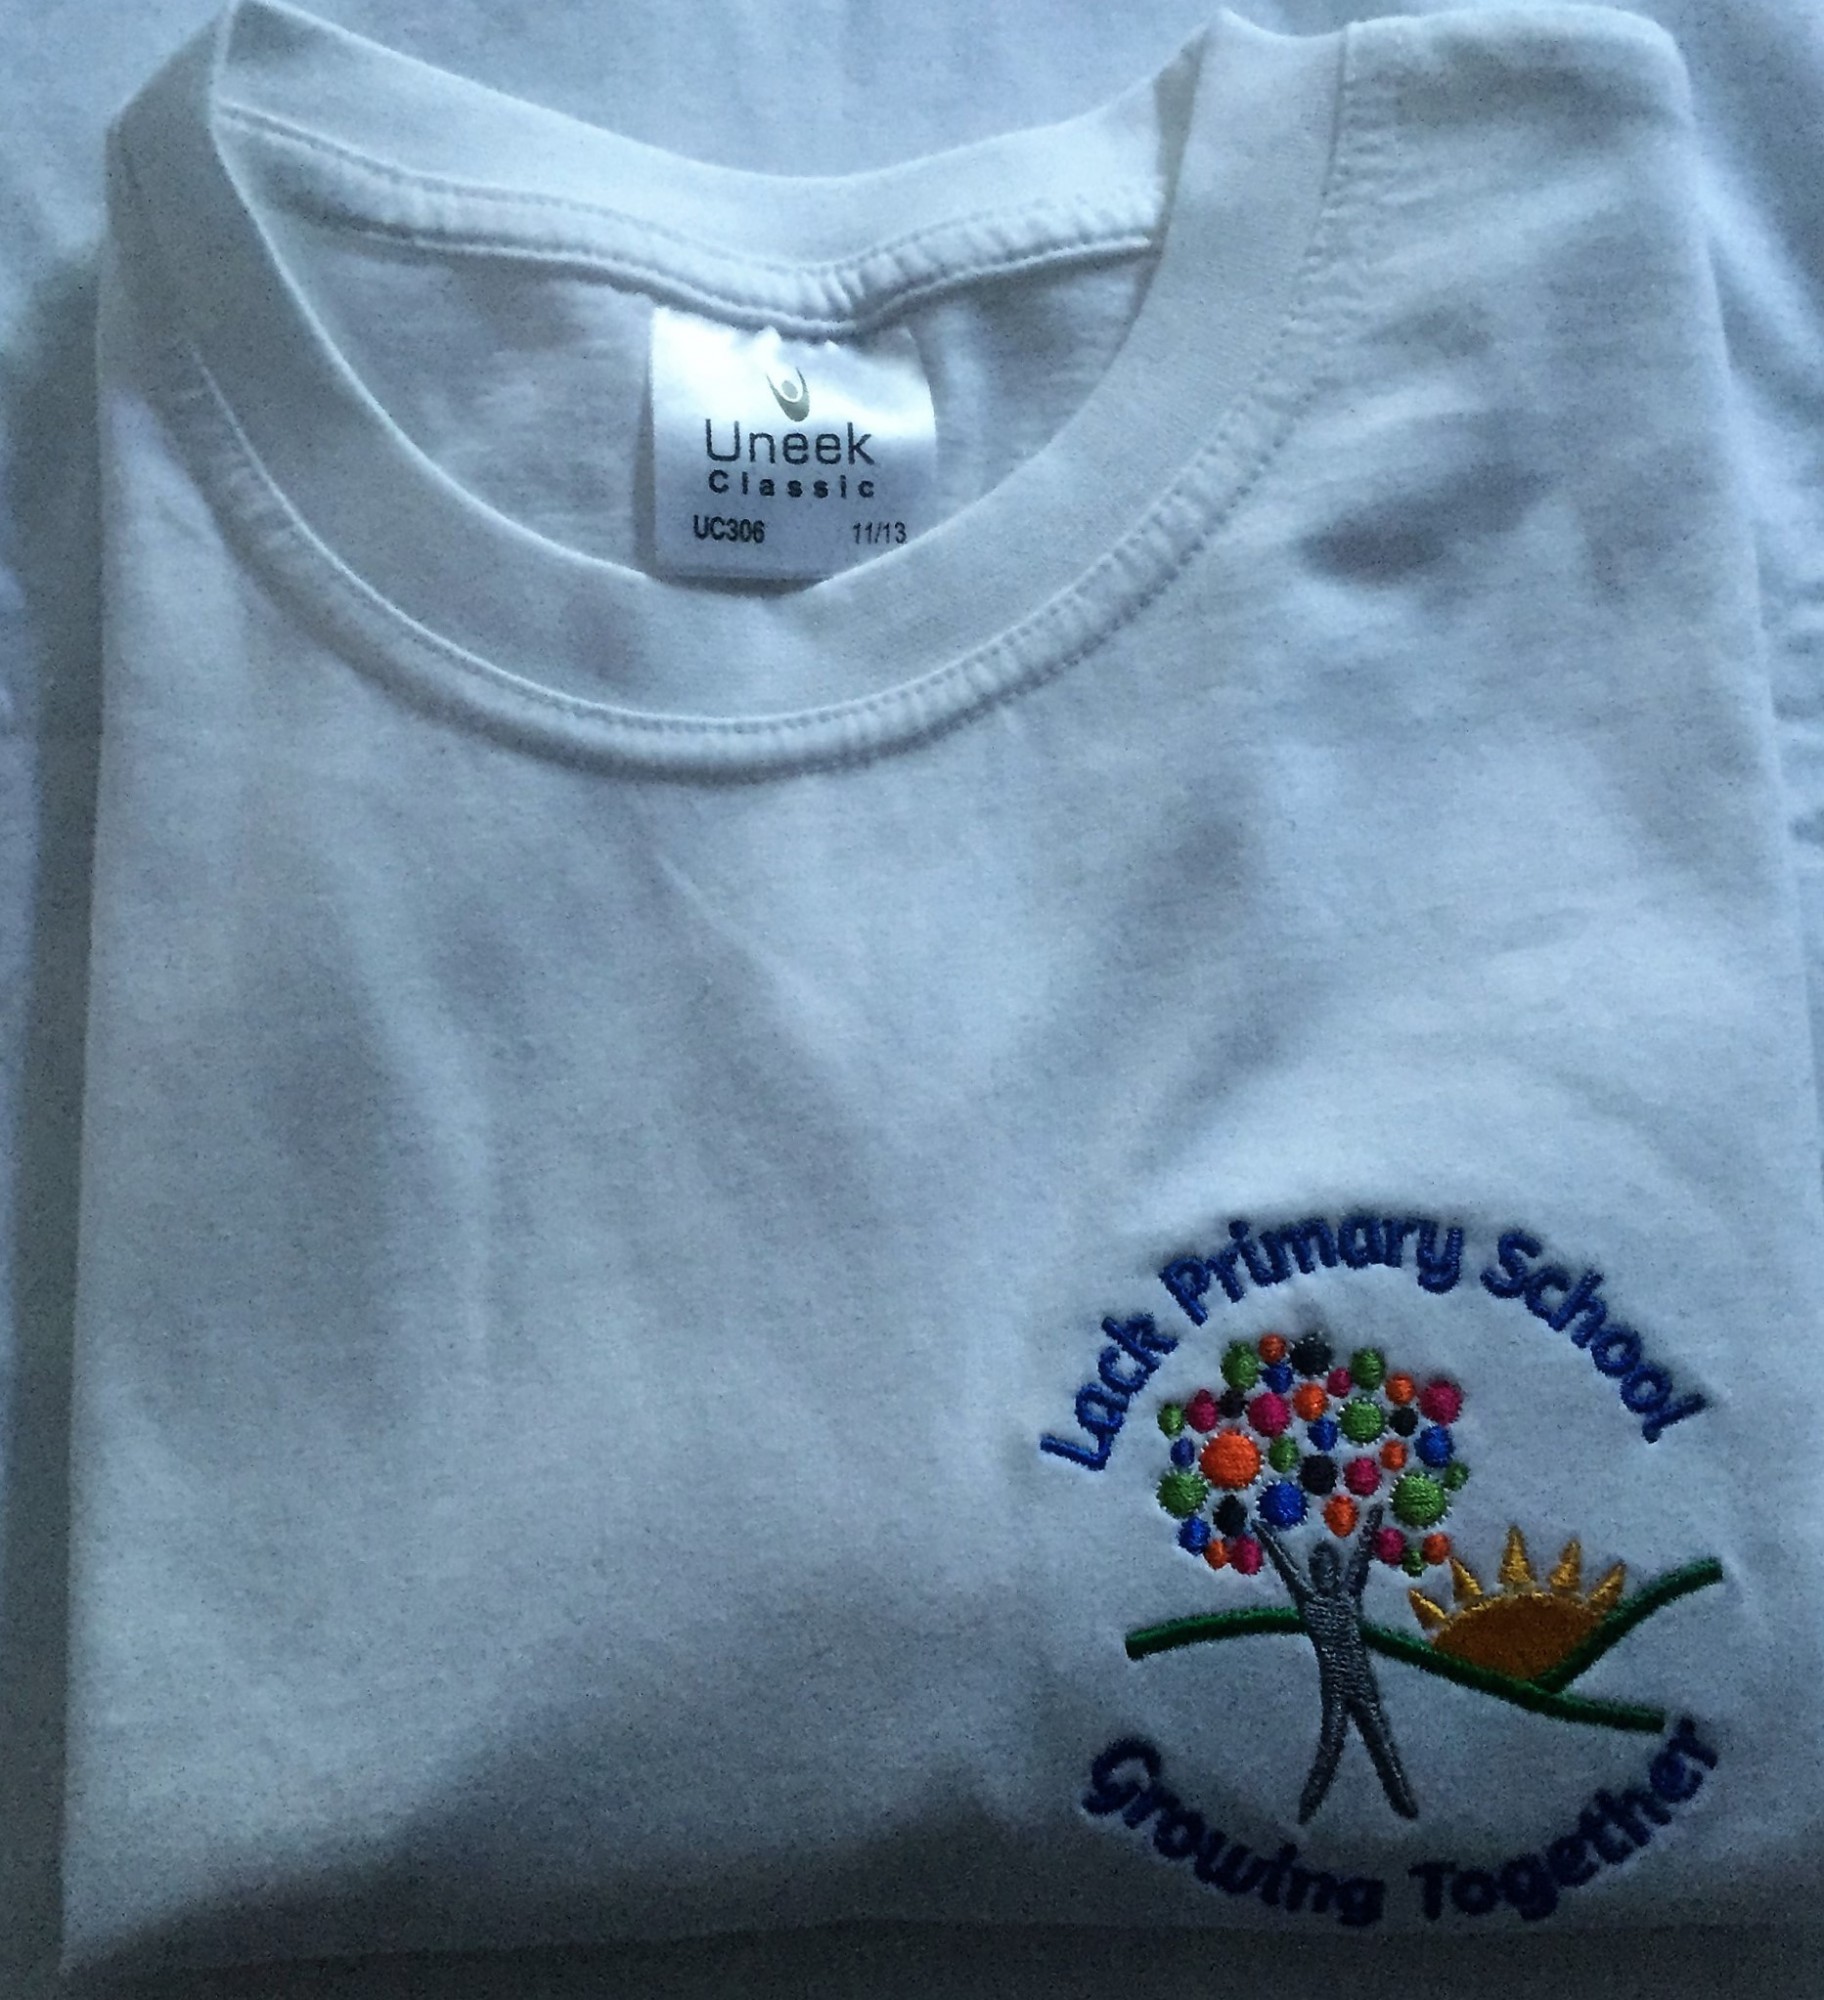 Uneek
Classic
UC306 11/13
Lack Primary School
Growing Together